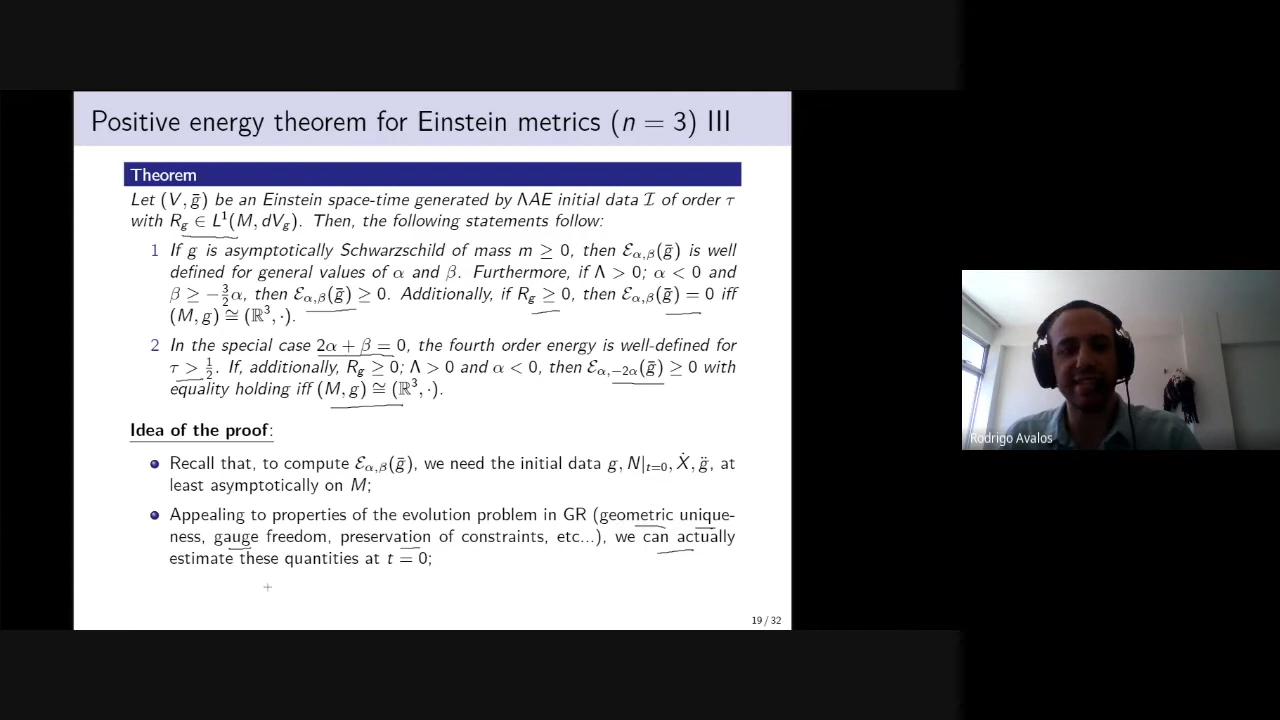 Positive energy theorem for Einstein metrics (n = 3) III
Theorem
Let (V, ḡ) be an Einstein space-time generated by ΛAE initial data ℐ of order τ
with R_g ∈ L¹(M, dV_g). Then, the following statements follow:
1 If g is asymptotically Schwarzschild of mass m ≥ 0, then ℰ_α,β(ḡ) is well
defined for general values of α and β. Furthermore, if Λ > 0; α < 0 and
β ≥ −3/2α, then ℰ_α,β(ḡ) ≥ 0. Additionally, if R_g ≥ 0, then ℰ_α,β(ḡ) = 0 iff
(M, g) ≅ (ℝ³, ·).
2 In the special case 2α + β = 0, the fourth order energy is well-defined for
τ > 1/2. If, additionally, R_g ≥ 0; Λ > 0 and α < 0, then ℰ_α,−2α(ḡ) ≥ 0 with
equality holding iff (M, g) ≅ (ℝ³, ·).
Idea of the proof:
• Recall that, to compute ℰ_α,β(ḡ), we need the initial data g, N|_t=0, Ẋ, g̈, at
least asymptotically on M;
• Appealing to properties of the evolution problem in GR (geometric unique-
ness, gauge freedom, preservation of constraints, etc...), we can actually
estimate these quantities at t = 0;
19 / 32
Rodrigo Avalos